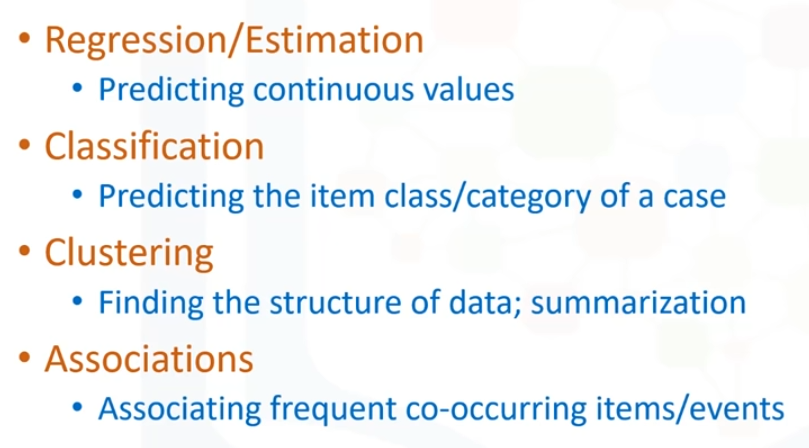 • Regression/Estimation
• Predicting continuous values
• Classification
• Predicting the item class/category of a case
• Clustering
• Finding the structure of data; summarization
• Associations
• Associating frequent co-occurring items/events